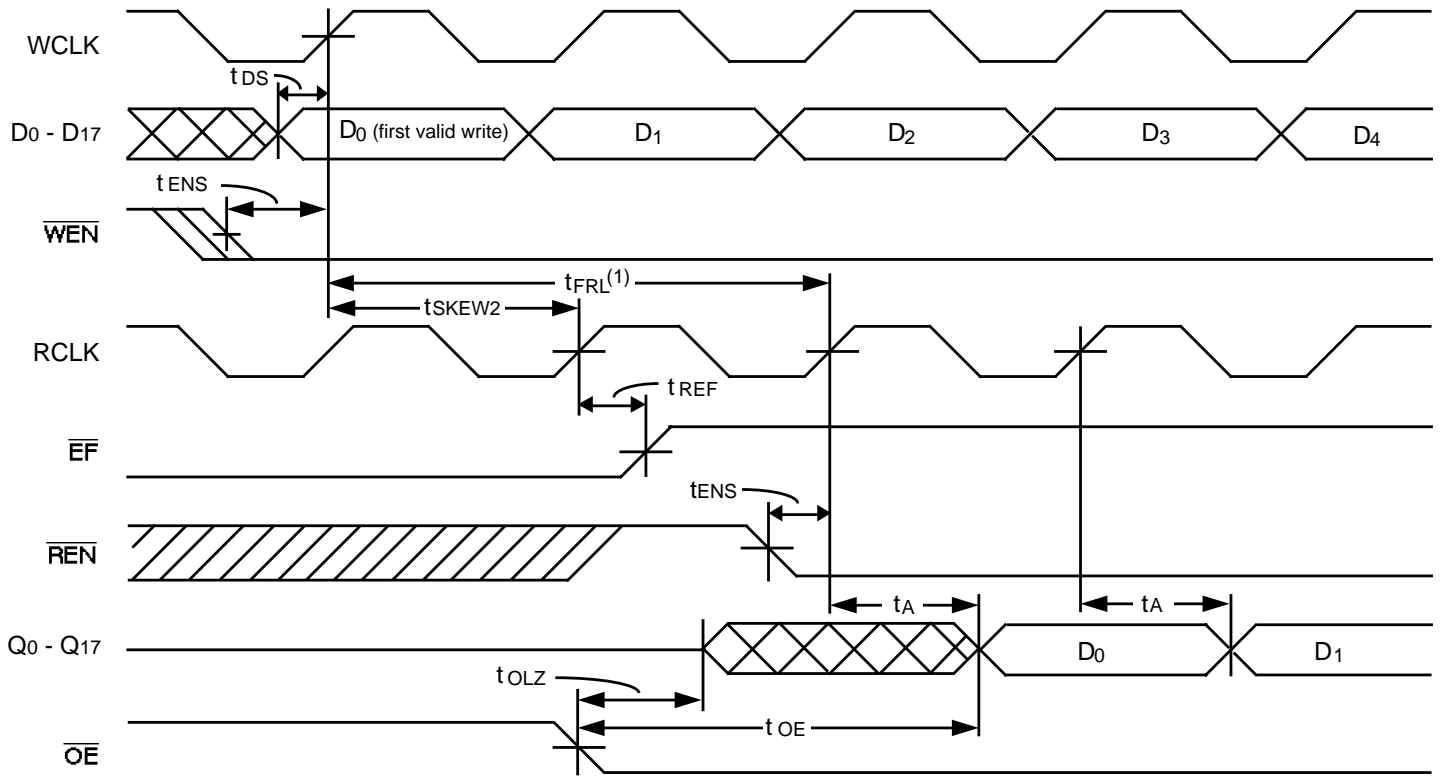 WCLK
tDS
D0 - D17
D0 (first valid write)
D1
D2
D3
D4
tENS
WEN
tFRL(1)
tSKEW2
RCLK
tREF
EF
tENS
REN
tA
tA
Q0 - Q17
D0
D1
tOLZ
tOE
OE